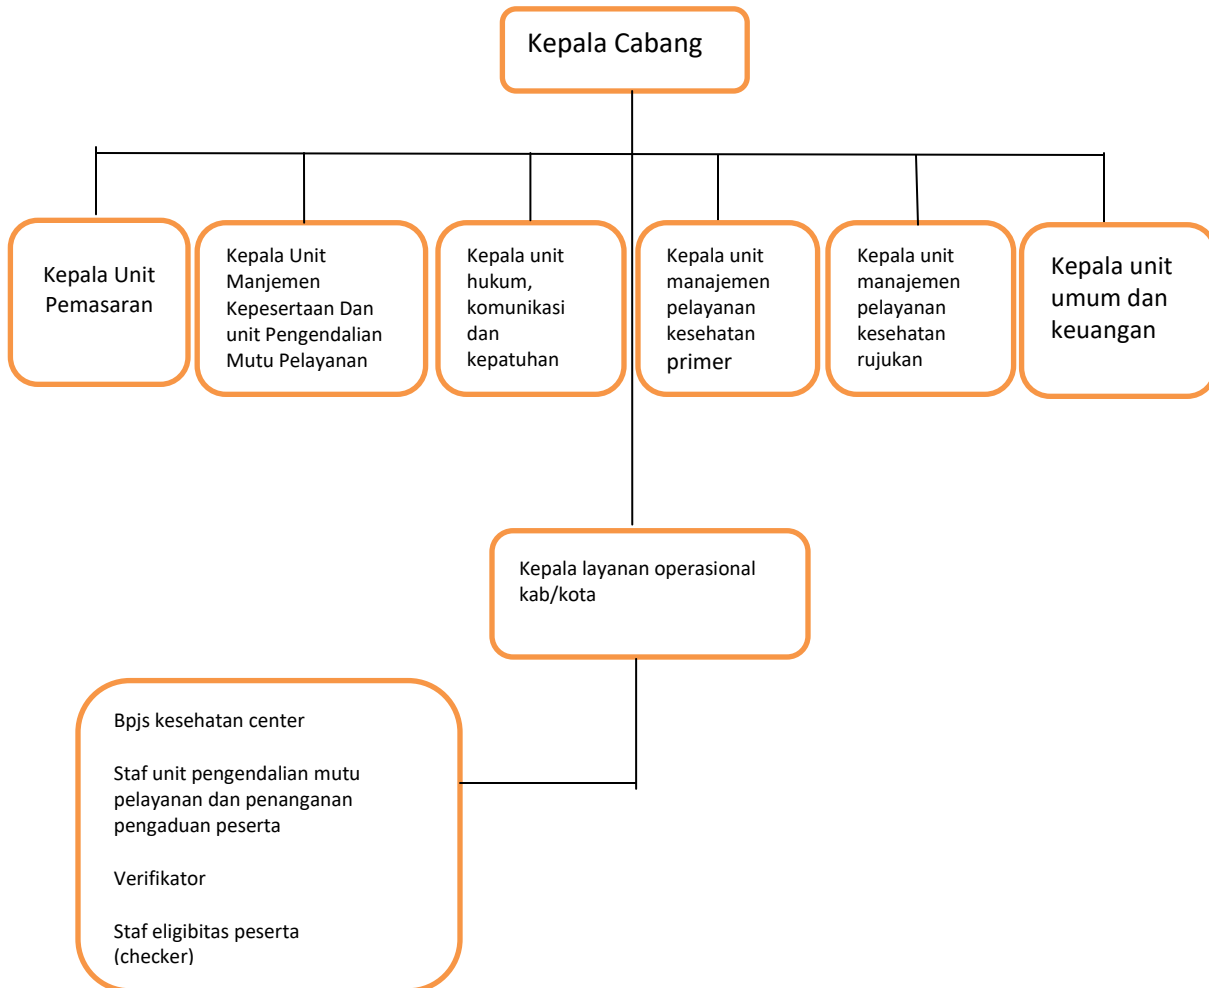 Kepala Cabang
Kepala Unit
Pemasaran
Kepala Unit
Manjemen
Kepesertaan Dan
unit Pengendalian
Mutu Pelayanan
Kepala unit
hukum,
komunikasi
dan
kepatuhan
Kepala unit
manajemen
pelayanan
kesehatan
primer
Kepala unit
manajemen
pelayanan
kesehatan
rujukan
Kepala unit
umum dan
keuangan
Kepala layanan operasional
kab/kota
Bpjs kesehatan center
Staf unit pengendalian mutu
pelayanan dan penanganan
pengaduan peserta
Verifikator
Staf eligibitas peserta
(checker)